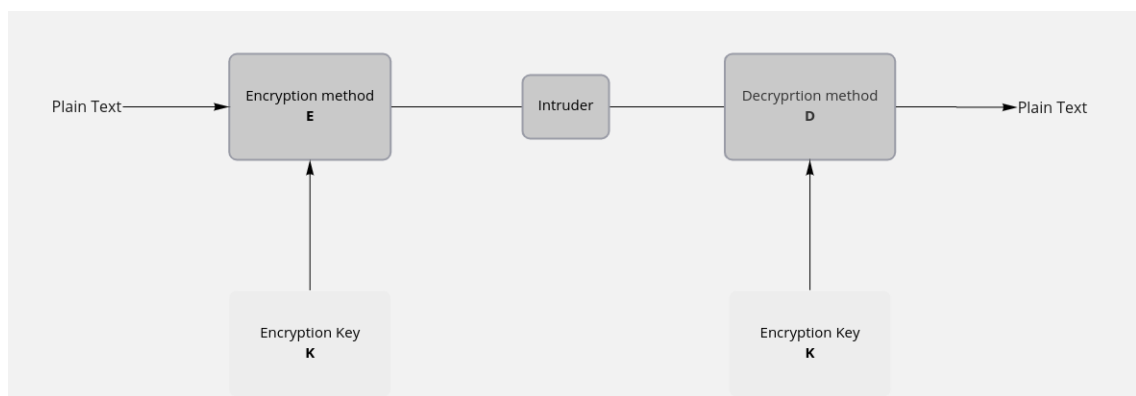 Plain Text
Encryption method
E
Intruder
Decryprtion method
D
Plain Text
Encryption Key
K
Encryption Key
K